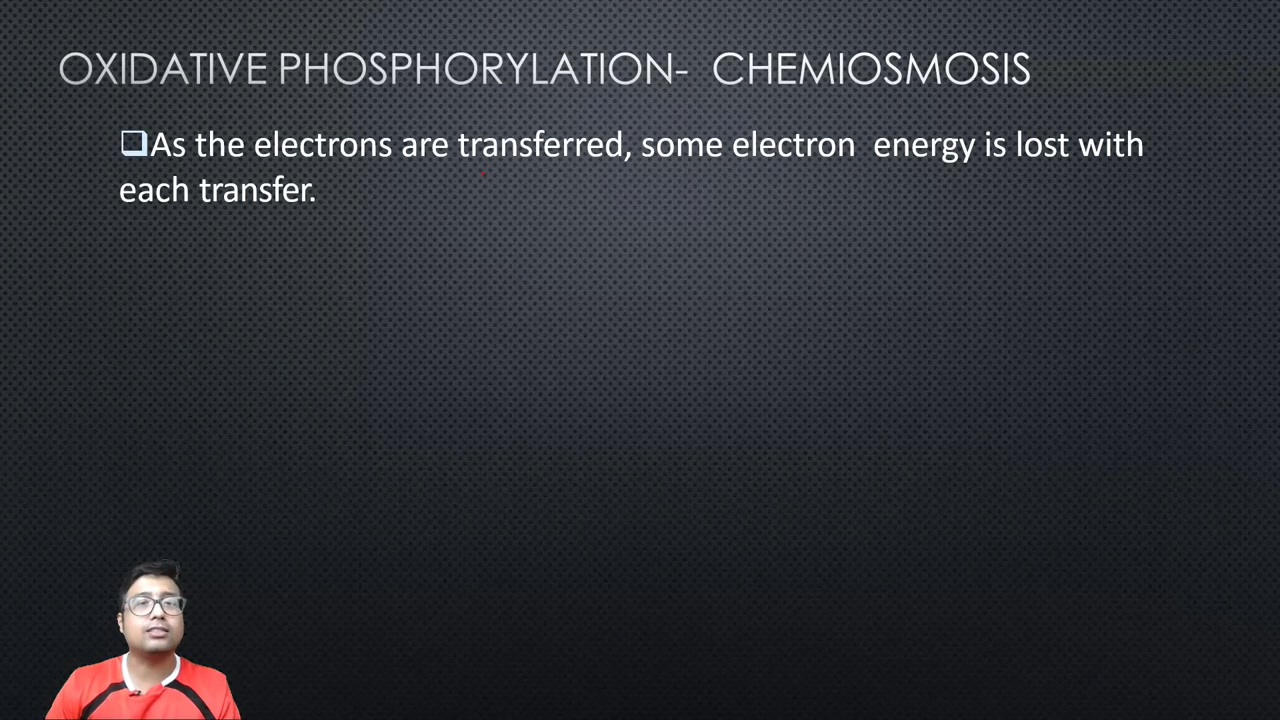 OXIDATIVE PHOSPHORYLATION- CHEMIOSMOSIS
❑As the electrons are transferred, some electron energy is lost with
each transfer.